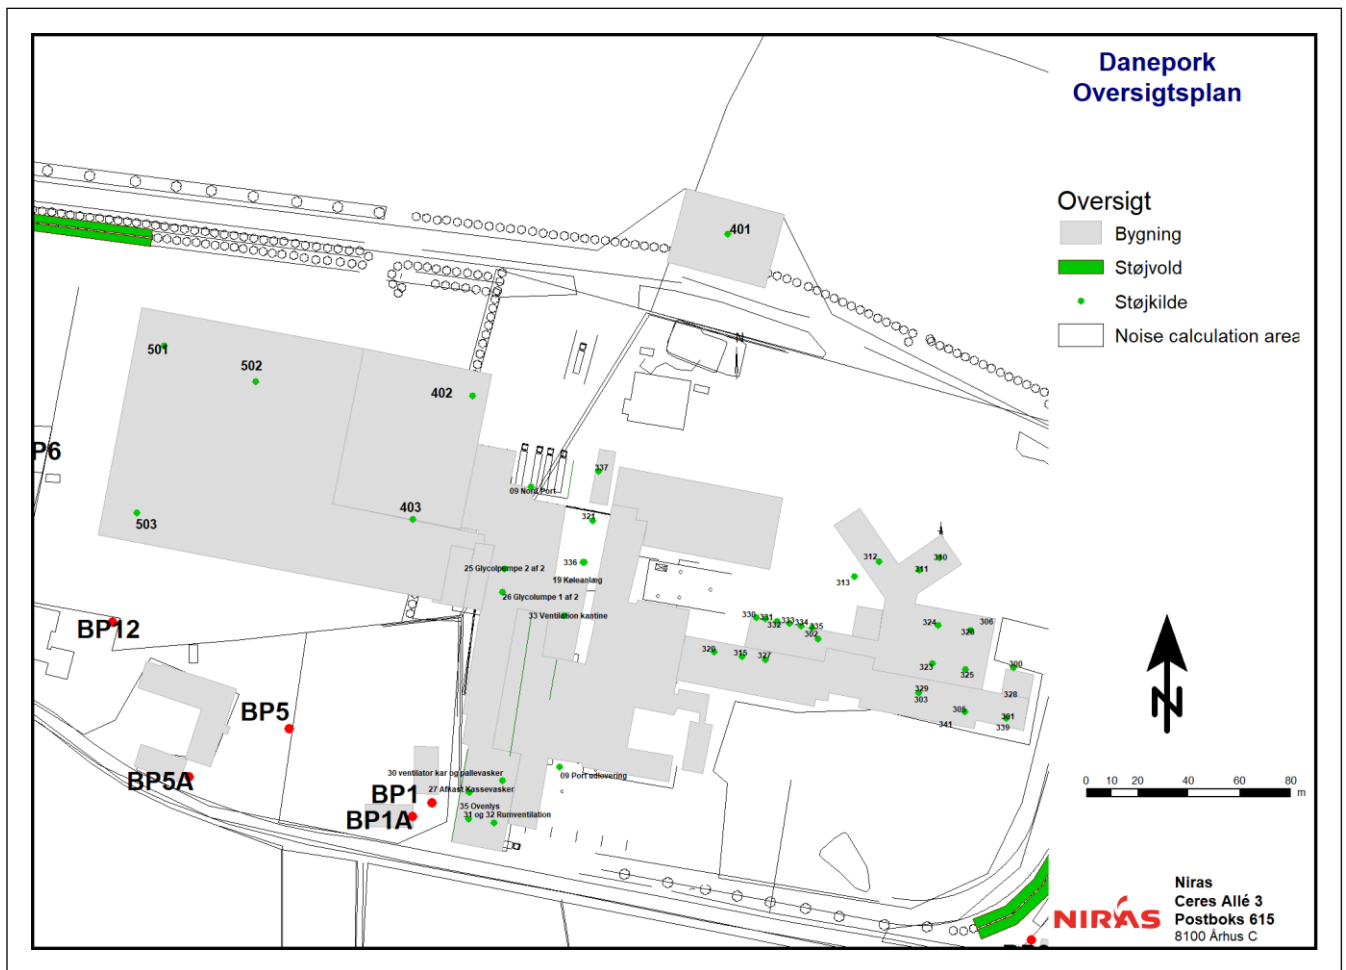 Danepork
Oversigtsplan
Oversigt
Bygning
Støjvold
Støjkilde
Noise calculation area
401
501
502
402
P6
337
09 Nord Port
403
503
321
336
25 Glycolpumpe 2 af 2
19 Køleanlæg
26 Glycolumpe 1 af 2
33 Ventilation kantine
312
310
311
313
330
331
332
333
334
335
302
324
326
306
BP12
320
315
327
323
325
300
329
303
328
305
341
301
339
BP5
BP5A
30 ventilator kar og pallevasker
09 Port udlovering
27 Afkast Kassevasker
BP1
35 Ovenlys
BP1A
31 og 32 Rumventilation
N
0 10 20 40 60 80
m
NIRAS
Niras
Ceres Allé 3
Postboks 615
8100 Århus C